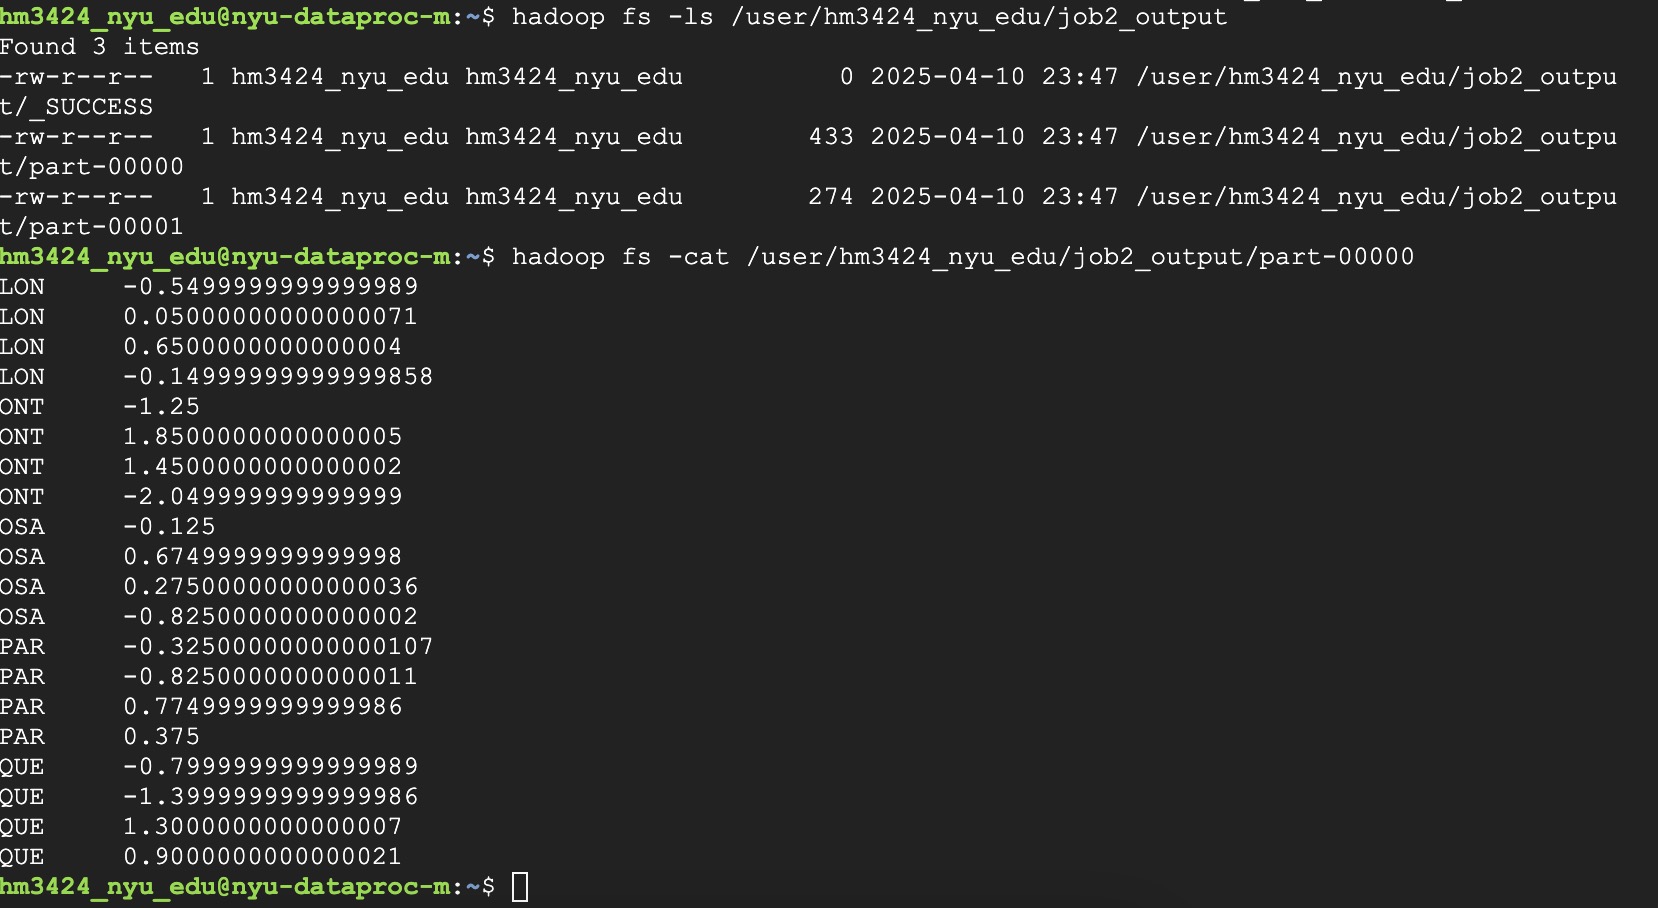 hm3424_nyu_edu@nyu-dataproc-m:~$ hadoop fs -ls /user/hm3424_nyu_edu/job2_output
Found 3 items
-rw-r--r--   1 hm3424_nyu_edu hm3424_nyu_edu          0 2025-04-10 23:47 /user/hm3424_nyu_edu/job2_outpu
t/_SUCCESS
-rw-r--r--   1 hm3424_nyu_edu hm3424_nyu_edu        433 2025-04-10 23:47 /user/hm3424_nyu_edu/job2_outpu
t/part-00000
-rw-r--r--   1 hm3424_nyu_edu hm3424_nyu_edu        274 2025-04-10 23:47 /user/hm3424_nyu_edu/job2_outpu
t/part-00001
hm3424_nyu_edu@nyu-dataproc-m:~$ hadoop fs -cat /user/hm3424_nyu_edu/job2_output/part-00000
LON     -0.5499999999999989
LON     0.05000000000000071
LON     0.6500000000000004
LON     -0.14999999999999858
ONT     -1.25
ONT     1.8500000000000005
ONT     1.4500000000000002
ONT     -2.049999999999999
OSA     -0.125
OSA     0.6749999999999998
OSA     0.27500000000000036
OSA     -0.8250000000000002
PAR     -0.32500000000000107
PAR     -0.8250000000000011
PAR     0.7749999999999986
PAR     0.375
QUE     -0.7999999999999989
QUE     -1.3999999999999986
QUE     1.3000000000000007
QUE     0.9000000000000021
hm3424_nyu_edu@nyu-dataproc-m:~$